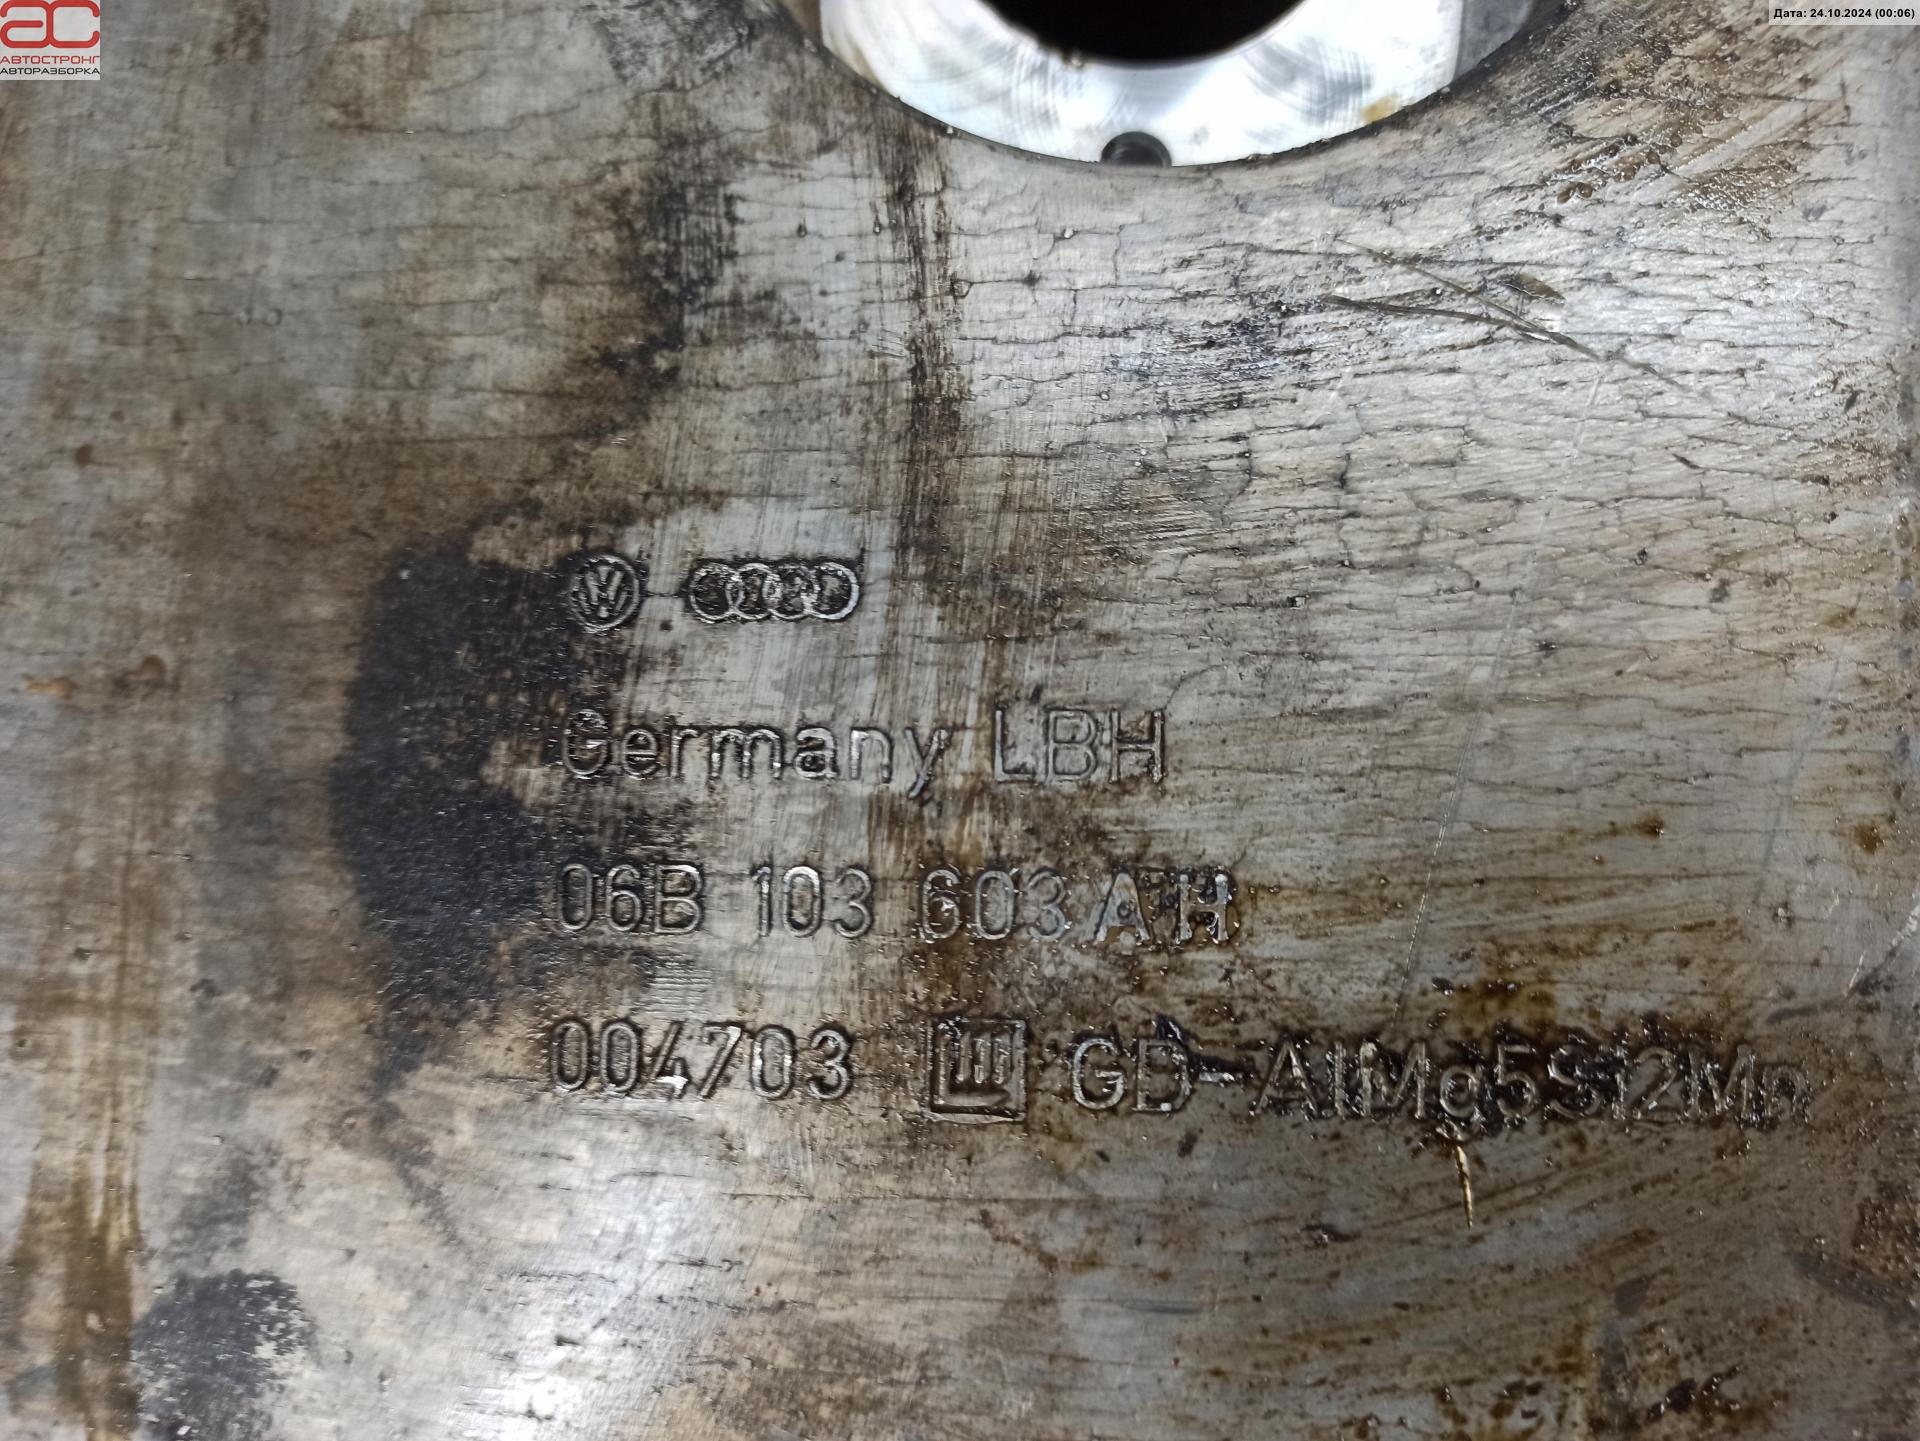 АС
АВТОСТРОНГ
АВТОРАЗБОРКА
Дата: 24.10.2024 (00:06)
Germany LBH
06B 103 603 AH
004703 GD-AlMg5Si2Mn